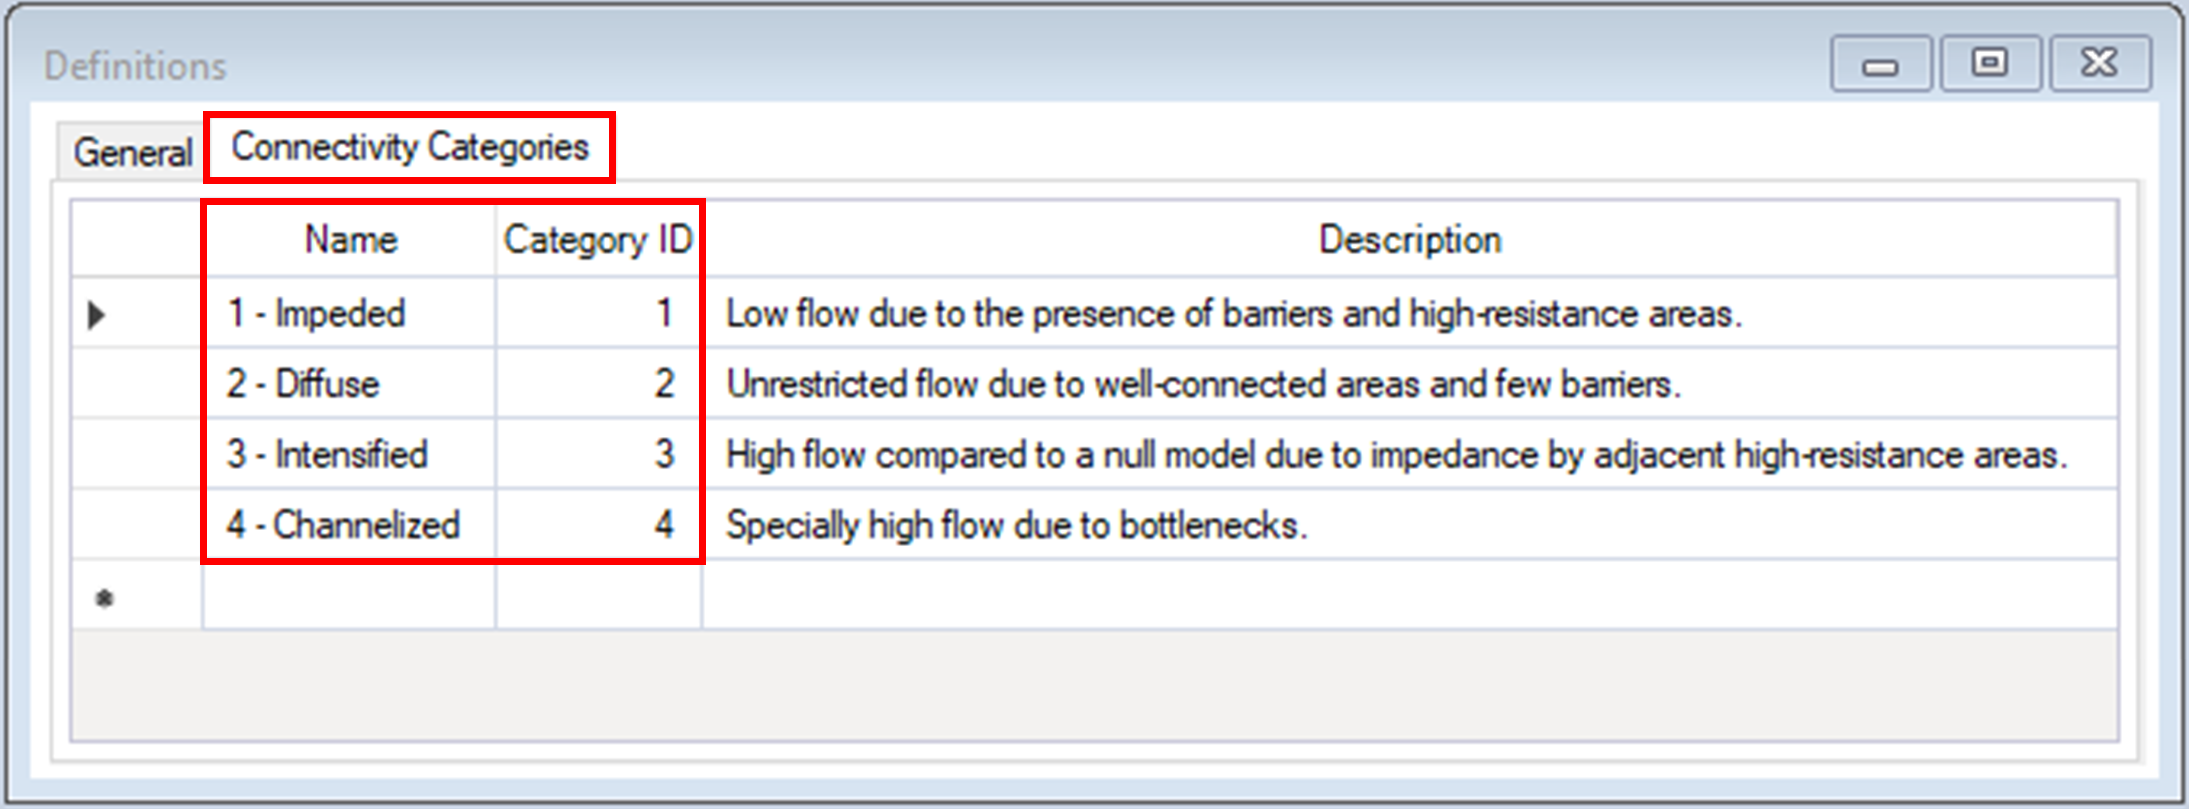 Definitions
General Connectivity Categories
Name Category ID Description
1 - Impeded 1 Low flow due to the presence of barriers and high-resistance areas.
2 - Diffuse 2 Unrestricted flow due to well-connected areas and few barriers.
3 - Intensified 3 High flow compared to a null model due to impedance by adjacent high-resistance areas.
4 - Channelized 4 Specially high flow due to bottlenecks.